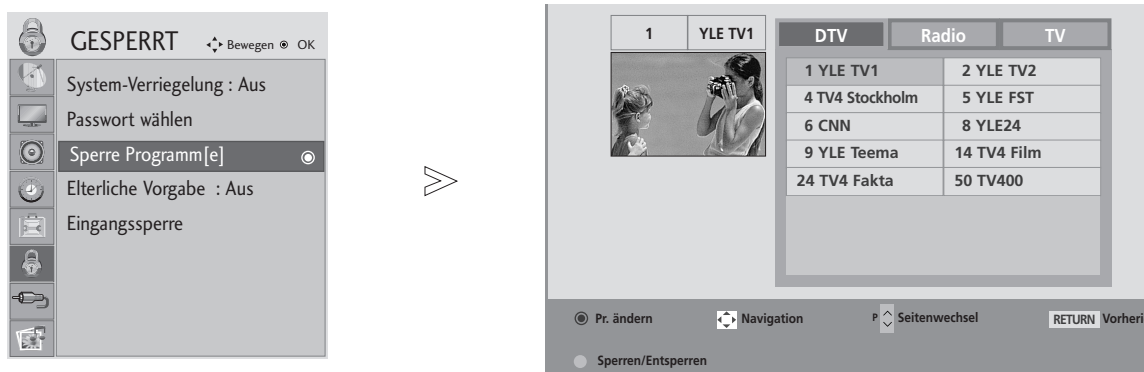 GESPERRT Bewegen OK
System-Verriegelung : Aus
Passwort wählen
Sperre Programm[e]
Elterliche Vorgabe : Aus
Eingangssperre
1 YLE TV1
DTV Radio TV
1 YLE TV1 2 YLE TV2
4 TV4 Stockholm 5 YLE FST
6 CNN 8 YLE24
9 YLE Teema 14 TV4 Film
24 TV4 Fakta 50 TV400
Pr. ändern Navigation P Seitenwechsel RETURN Vorheri
Sperren/Entsperren